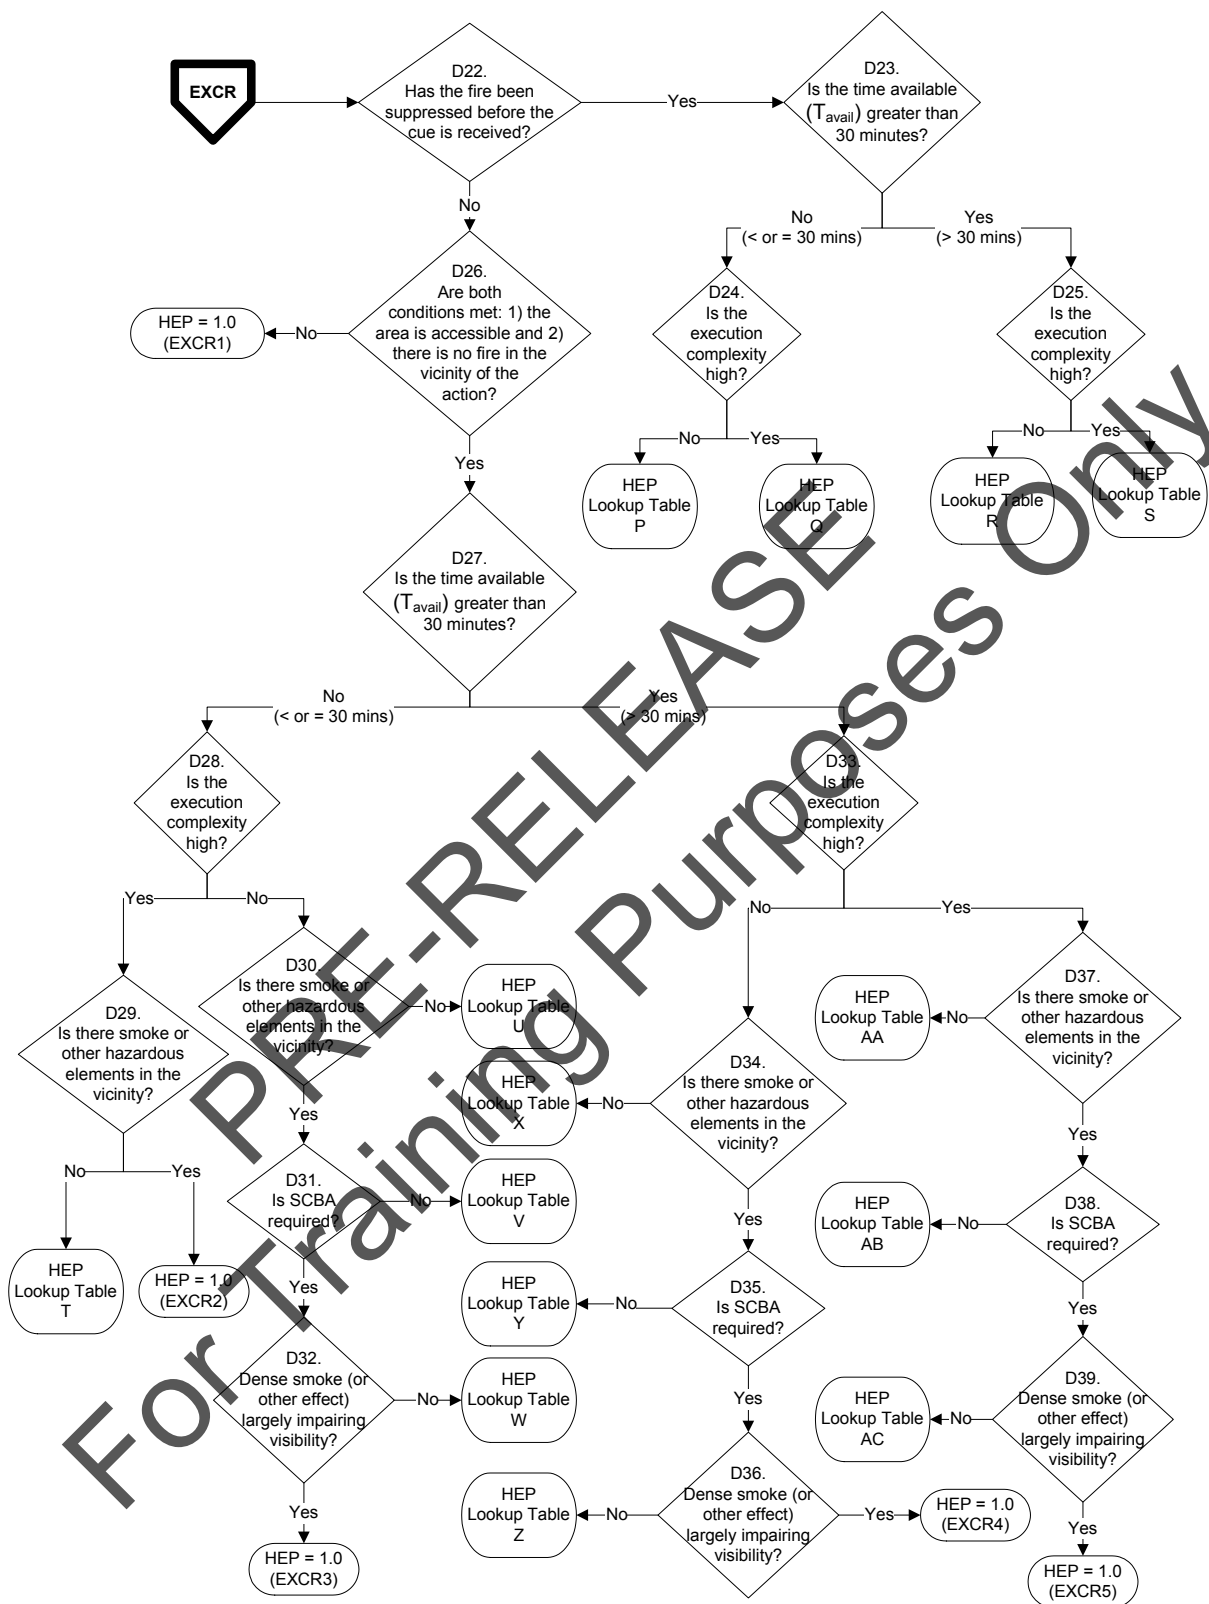 EXCR
D22.
Has the fire been
suppressed before the
cue is received?
Yes
D23.
Is the time available
(Tavail) greater than
30 minutes?
No
No
(< or = 30 mins)
Yes
(> 30 mins)
D26.
Are both
conditions met: 1) the
area is accessible and 2)
there is no fire in the
vicinity of the
action?
No
HEP = 1.0
(EXCR1)
D24.
Is the
execution
complexity
high?
D25.
Is the
execution
complexity
high?
No
Yes
No
Yes
Yes
HEP
Lookup Table
P
HEP
Lookup Table
Q
HEP
Lookup Table
R
HEP
Lookup Table
S
D27.
Is the time available
(Tavail) greater than
30 minutes?
No
(< or = 30 mins)
Yes
(> 30 mins)
D28.
Is the
execution
complexity
high?
D33.
Is the
execution
complexity
high?
Yes
No
No
Yes
D29.
Is there smoke or
other hazardous
elements in the
vicinity?
D30.
Is there smoke or
other hazardous
elements in the
vicinity?
No
HEP
Lookup Table
U
D34.
Is there smoke or
other hazardous
elements in the
vicinity?
No
HEP
Lookup Table
X
D37.
Is there smoke or
other hazardous
elements in the
vicinity?
No
HEP
Lookup Table
AA
No
Yes
Yes
Yes
Yes
HEP
Lookup Table
T
HEP = 1.0
(EXCR2)
D31.
Is SCBA
required?
No
HEP
Lookup Table
V
D35.
Is SCBA
required?
No
HEP
Lookup Table
Y
D38.
Is SCBA
required?
No
HEP
Lookup Table
AB
Yes
Yes
Yes
D32.
Dense smoke (or
other effect)
largely impairing
visibility?
No
HEP
Lookup Table
W
D36.
Dense smoke (or
other effect)
largely impairing
visibility?
No
HEP
Lookup Table
Z
Yes
HEP = 1.0
(EXCR4)
D39.
Dense smoke (or
other effect)
largely impairing
visibility?
No
HEP
Lookup Table
AC
Yes
HEP = 1.0
(EXCR3)
Yes
HEP = 1.0
(EXCR5)
PRE-RELEASE
For Training Purposes Only